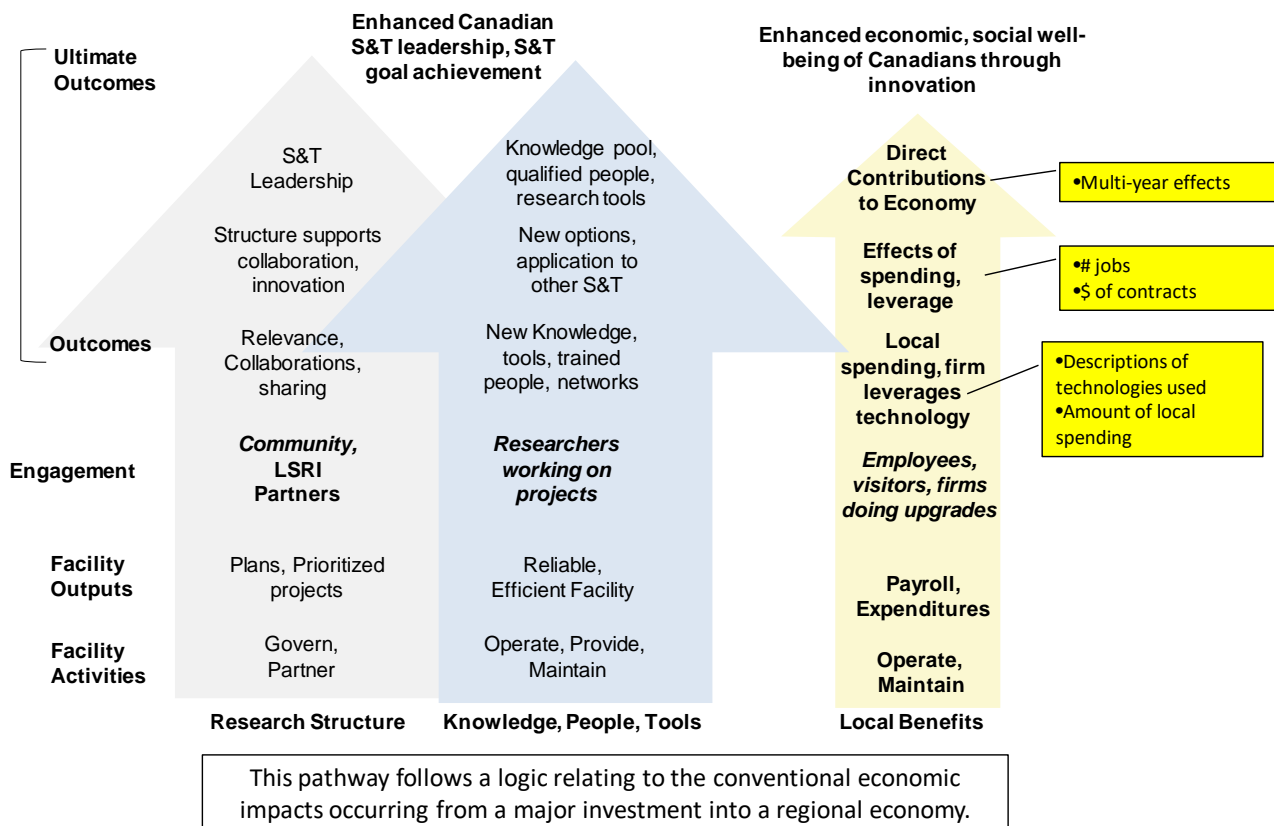 Enhanced Canadian
S&T leadership, S&T
goal achievement
Enhanced economic, social well-
being of Canadians through
innovation
Ultimate
Outcomes
S&T
Leadership
Knowledge pool,
qualified people,
research tools
Direct
Contributions
to Economy
•Multi-year effects
Structure supports
collaboration,
innovation
New options,
application to
other S&T
Effects of
spending,
leverage
•# jobs
•$ of contracts
Outcomes
Relevance,
Collaborations,
sharing
New Knowledge,
tools, trained
people, networks
Local
spending, firm
leverages
technology
•Descriptions of
technologies used
•Amount of local
spending
Engagement
Community,
LSRI
Partners
Researchers
working on
projects
Employees,
visitors, firms
doing upgrades
Facility
Outputs
Plans, Prioritized
projects
Reliable,
Efficient Facility
Payroll,
Expenditures
Facility
Activities
Govern,
Partner
Operate, Provide,
Maintain
Operate,
Maintain
Research Structure
Knowledge, People, Tools
Local Benefits
This pathway follows a logic relating to the conventional economic
impacts occurring from a major investment into a regional economy.